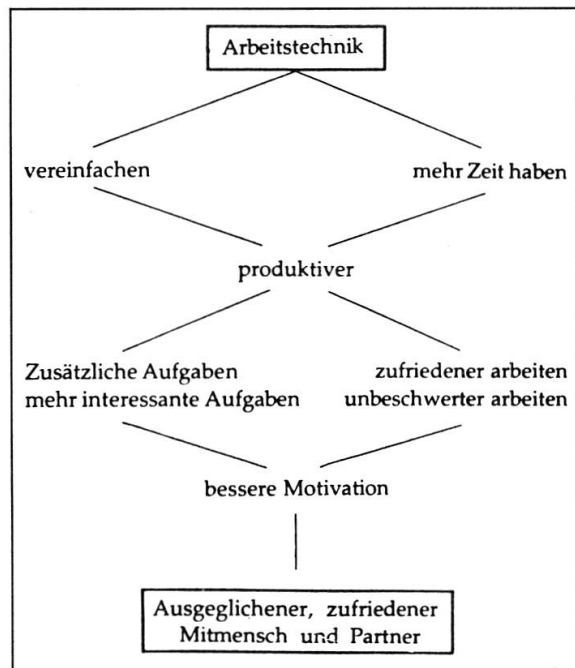 Arbeitstechnik
vereinfachen
mehr Zeit haben
produktiver
Zusätzliche Aufgaben
mehr interessante Aufgaben
zufriedener arbeiten
unbeschwerter arbeiten
bessere Motivation
Ausgeglichener, zufriedener
Mitmensch und Partner